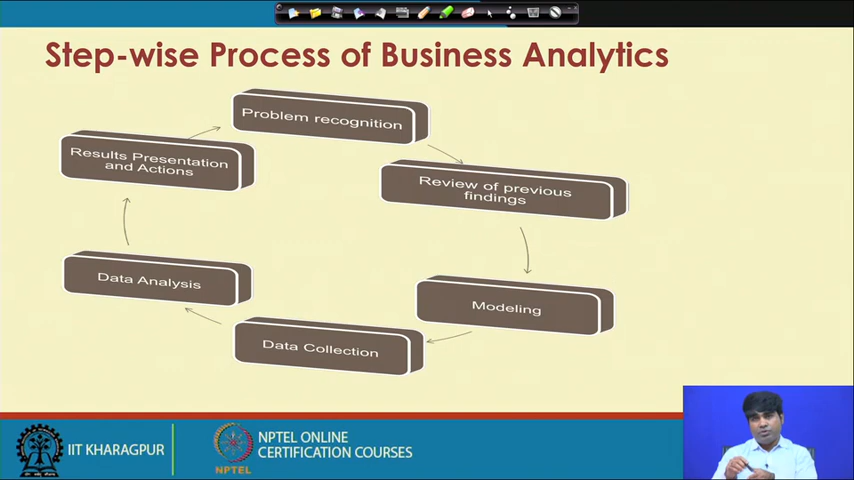 Step-wise Process of Business Analytics
Problem recognition
Review of previous
findings
Modeling
Data Collection
Data Analysis
Results Presentation
and Actions
IIT KHARAGPUR
NPTEL
NPTEL ONLINE
CERTIFICATION COURSES